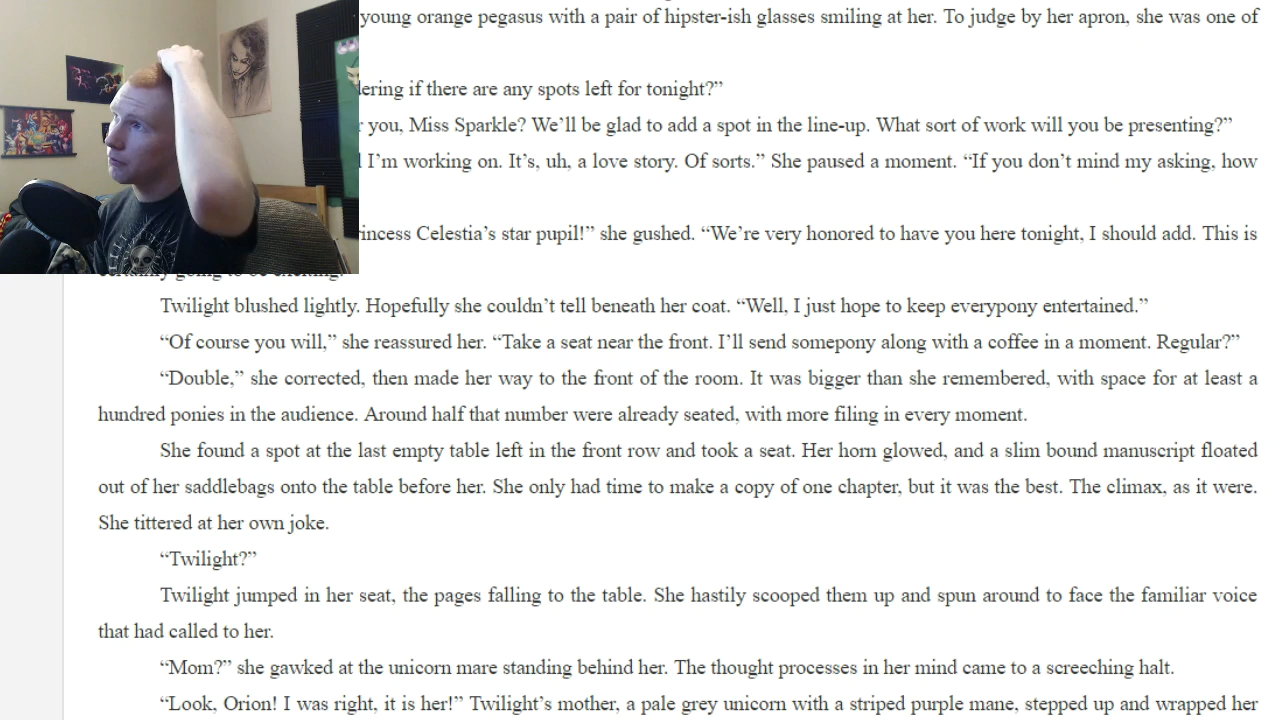 young orange pegasus with a pair of hipster-ish glasses smiling at her. To judge by her apron, she was one of
ering if there are any spots left for tonight?”
you, Miss Sparkle? We’ll be glad to add a spot in the line-up. What sort of work will you be presenting?”
I’m working on. It’s, uh, a love story. Of sorts.” She paused a moment. “If you don’t mind my asking, how
incess Celestia’s star pupil!” she gushed. “We’re very honored to have you here tonight, I should add. This is
certainly going to be exciting.
Twilight blushed lightly. Hopefully she couldn’t tell beneath her coat. “Well, I just hope to keep everypony entertained.”
“Of course you will,” she reassured her. “Take a seat near the front. I’ll send somepony along with a coffee in a moment. Regular?”
“Double,” she corrected, then made her way to the front of the room. It was bigger than she remembered, with space for at least a
hundred ponies in the audience. Around half that number were already seated, with more filing in every moment.
She found a spot at the last empty table left in the front row and took a seat. Her horn glowed, and a slim bound manuscript floated
out of her saddlebags onto the table before her. She only had time to make a copy of one chapter, but it was the best. The climax, as it were.
She tittered at her own joke.
“Twilight?”
Twilight jumped in her seat, the pages falling to the table. She hastily scooped them up and spun around to face the familiar voice
that had called to her.
“Mom?” she gawked at the unicorn mare standing behind her. The thought processes in her mind came to a screeching halt.
“Look, Orion! I was right, it is her!” Twilight’s mother, a pale grey unicorn with a striped purple mane, stepped up and wrapped her